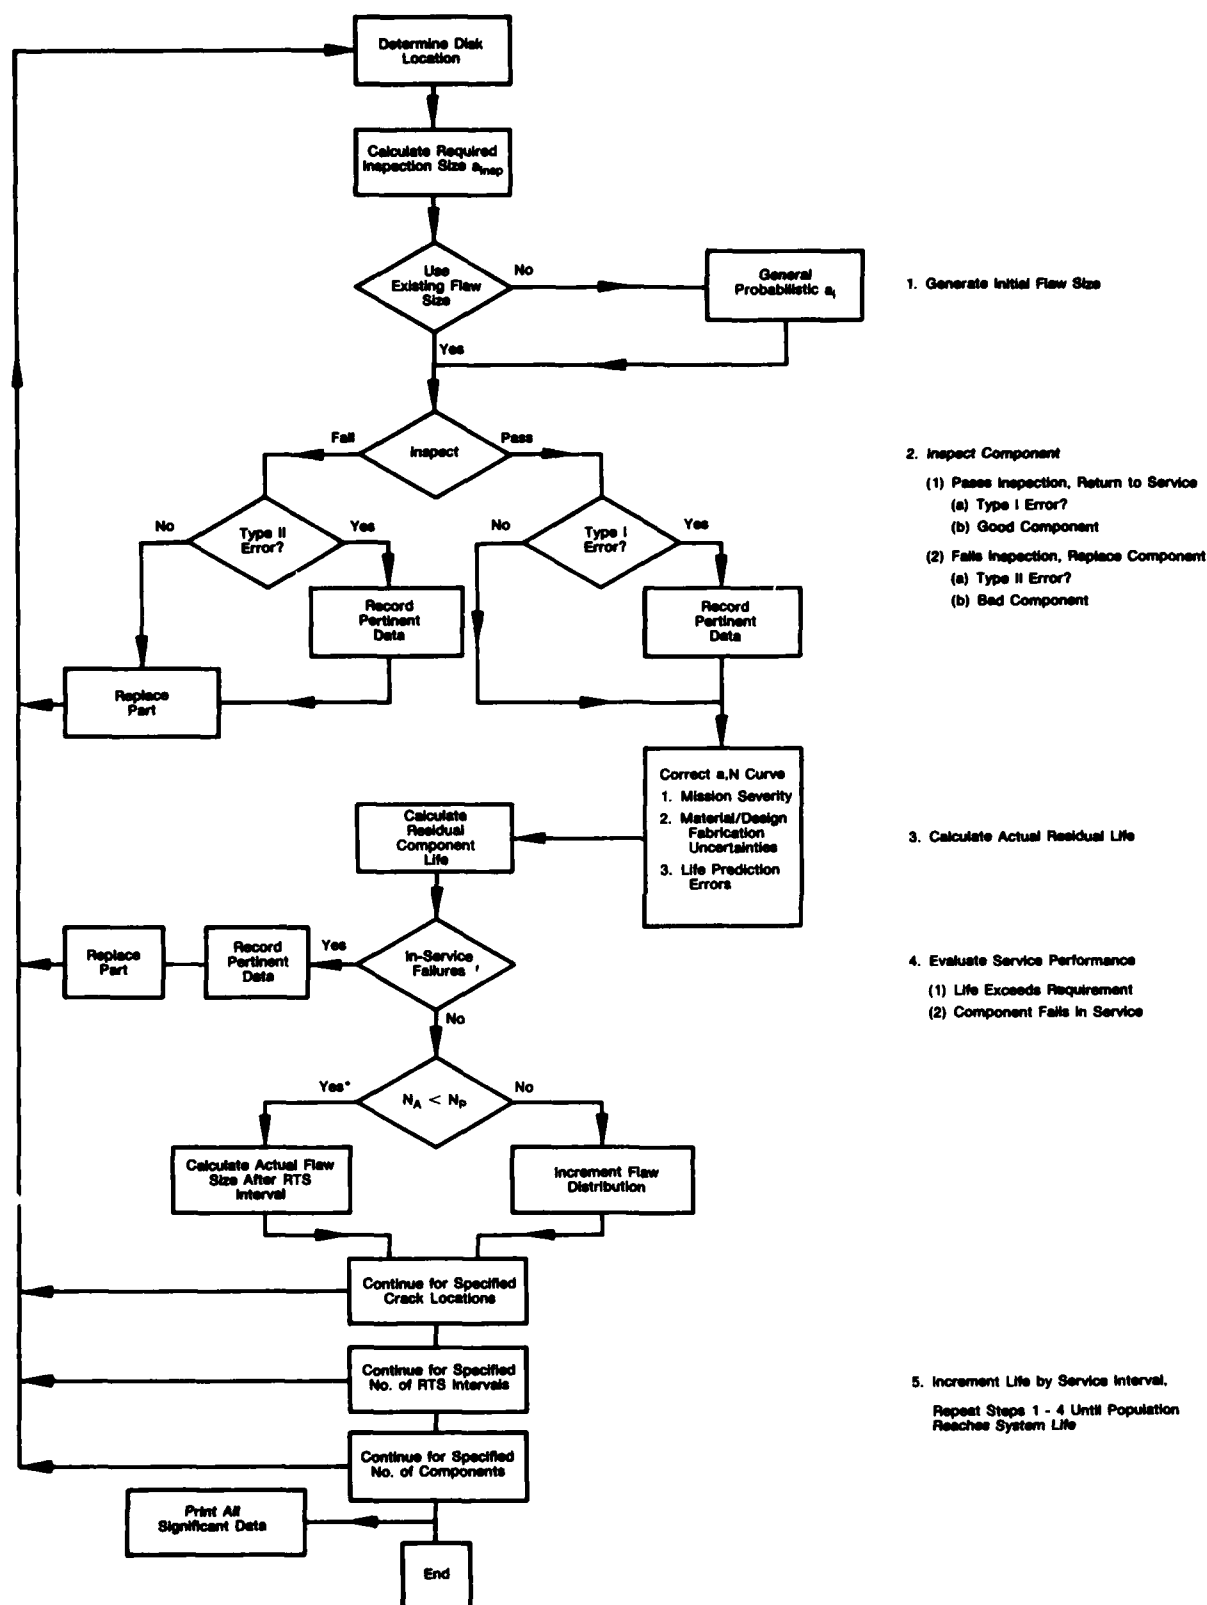 Determine Disk
Location
Calculate Required
Inspection Size a_insp
Use
Existing Flaw
Size
No
General
Probabilistic a_i
1. Generate Initial Flaw Size
Yes
Fail
Inspect
Pass
2. Inspect Component
(1) Passes Inspection, Return to Service
(a) Type I Error?
(b) Good Component
(2) Fails Inspection, Replace Component
(a) Type II Error?
(b) Bad Component
No
Type II
Error?
Yes
No
Type I
Error?
Yes
Record
Pertinent
Data
Record
Pertinent
Data
Replace
Part
Correct a,N Curve
1. Mission Severity
2. Material/Design
Fabrication
Uncertainties
3. Life Prediction
Errors
Calculate
Residual
Component
Life
3. Calculate Actual Residual Life
Replace
Part
Record
Pertinent
Data
Yes
In-Service
Failures
4. Evaluate Service Performance
(1) Life Exceeds Requirement
(2) Component Fails in Service
No
Yes*
N_A < N_P
No
Calculate Actual Flaw
Size After RTS
Interval
Increment Flaw
Distribution
Continue for Specified
Crack Locations
Continue for Specified
No. of RTS Intervals
5. Increment Life by Service Interval,
Repeat Steps 1 - 4 Until Population
Reaches System Life
Continue for Specified
No. of Components
Print All
Significant Data
End